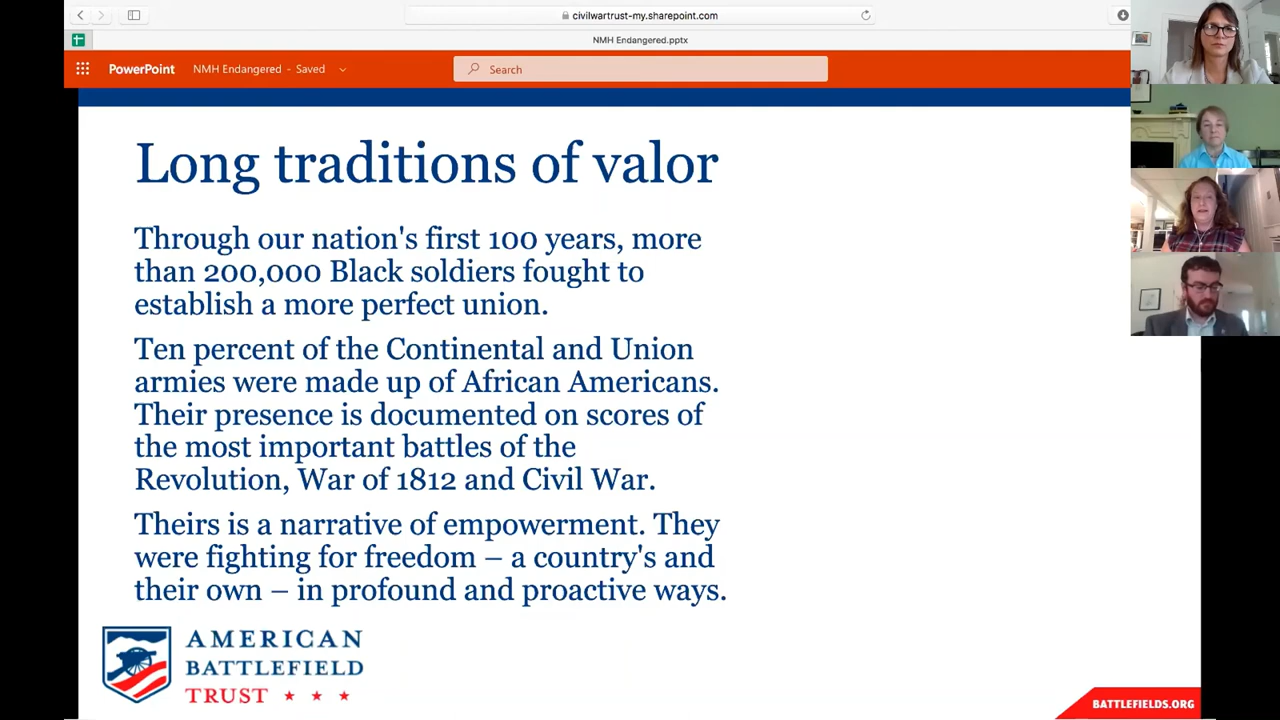 civilwartrust-my.sharepoint.com
NMH Endangered.pptx
PowerPoint
NMH Endangered - Saved
Search
Long traditions of valor
Through our nation's first 100 years, more
than 200,000 Black soldiers fought to
establish a more perfect union.
Ten percent of the Continental and Union
armies were made up of African Americans.
Their presence is documented on scores of
the most important battles of the
Revolution, War of 1812 and Civil War.
Theirs is a narrative of empowerment. They
were fighting for freedom – a country's and
their own – in profound and proactive ways.
AMERICAN
BATTLEFIELD
TRUST
BATTLEFIELDS.ORG